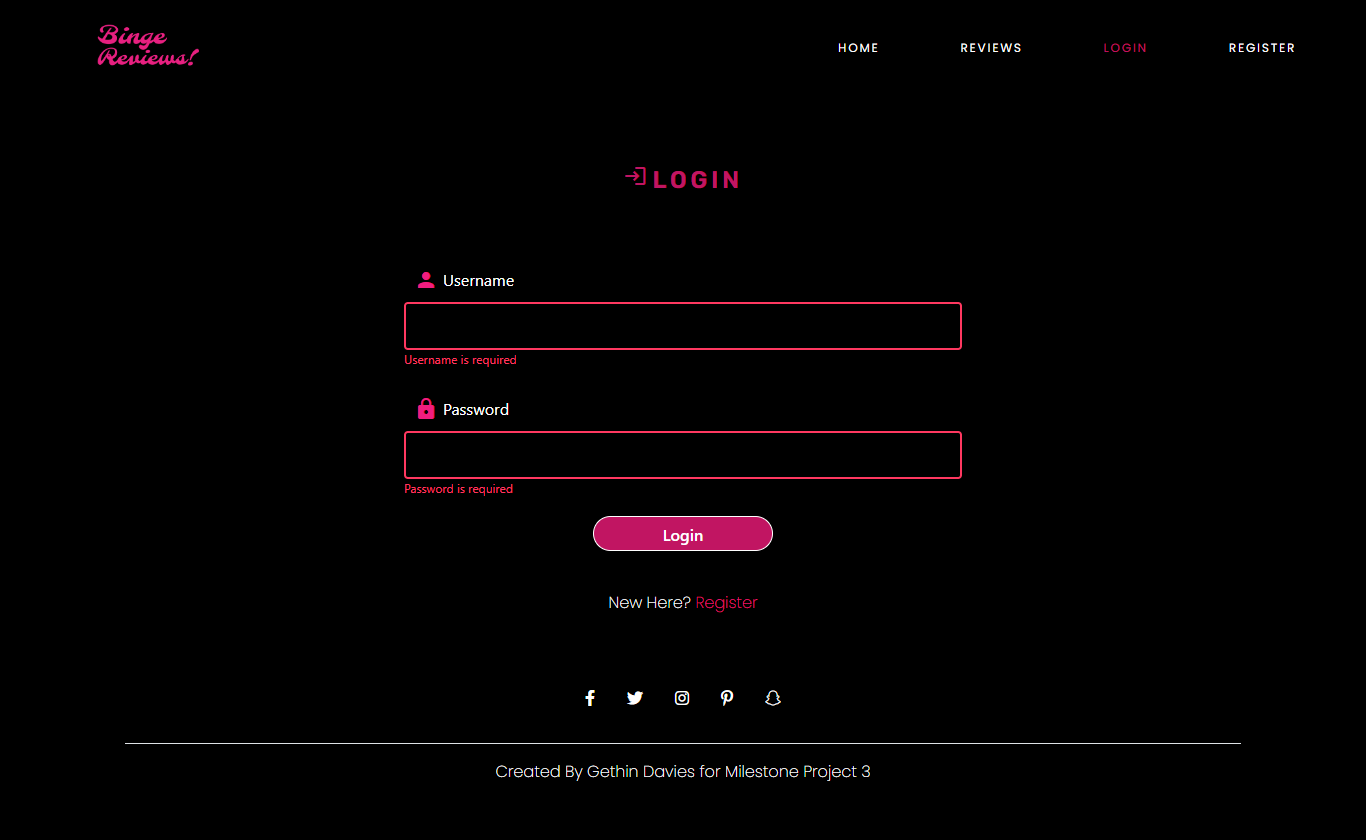 Binge
Reviews!
HOME REVIEWS LOGIN REGISTER
LOGIN
Username
Username is required
Password
Password is required
Login
New Here? Register
Created By Gethin Davies for Milestone Project 3